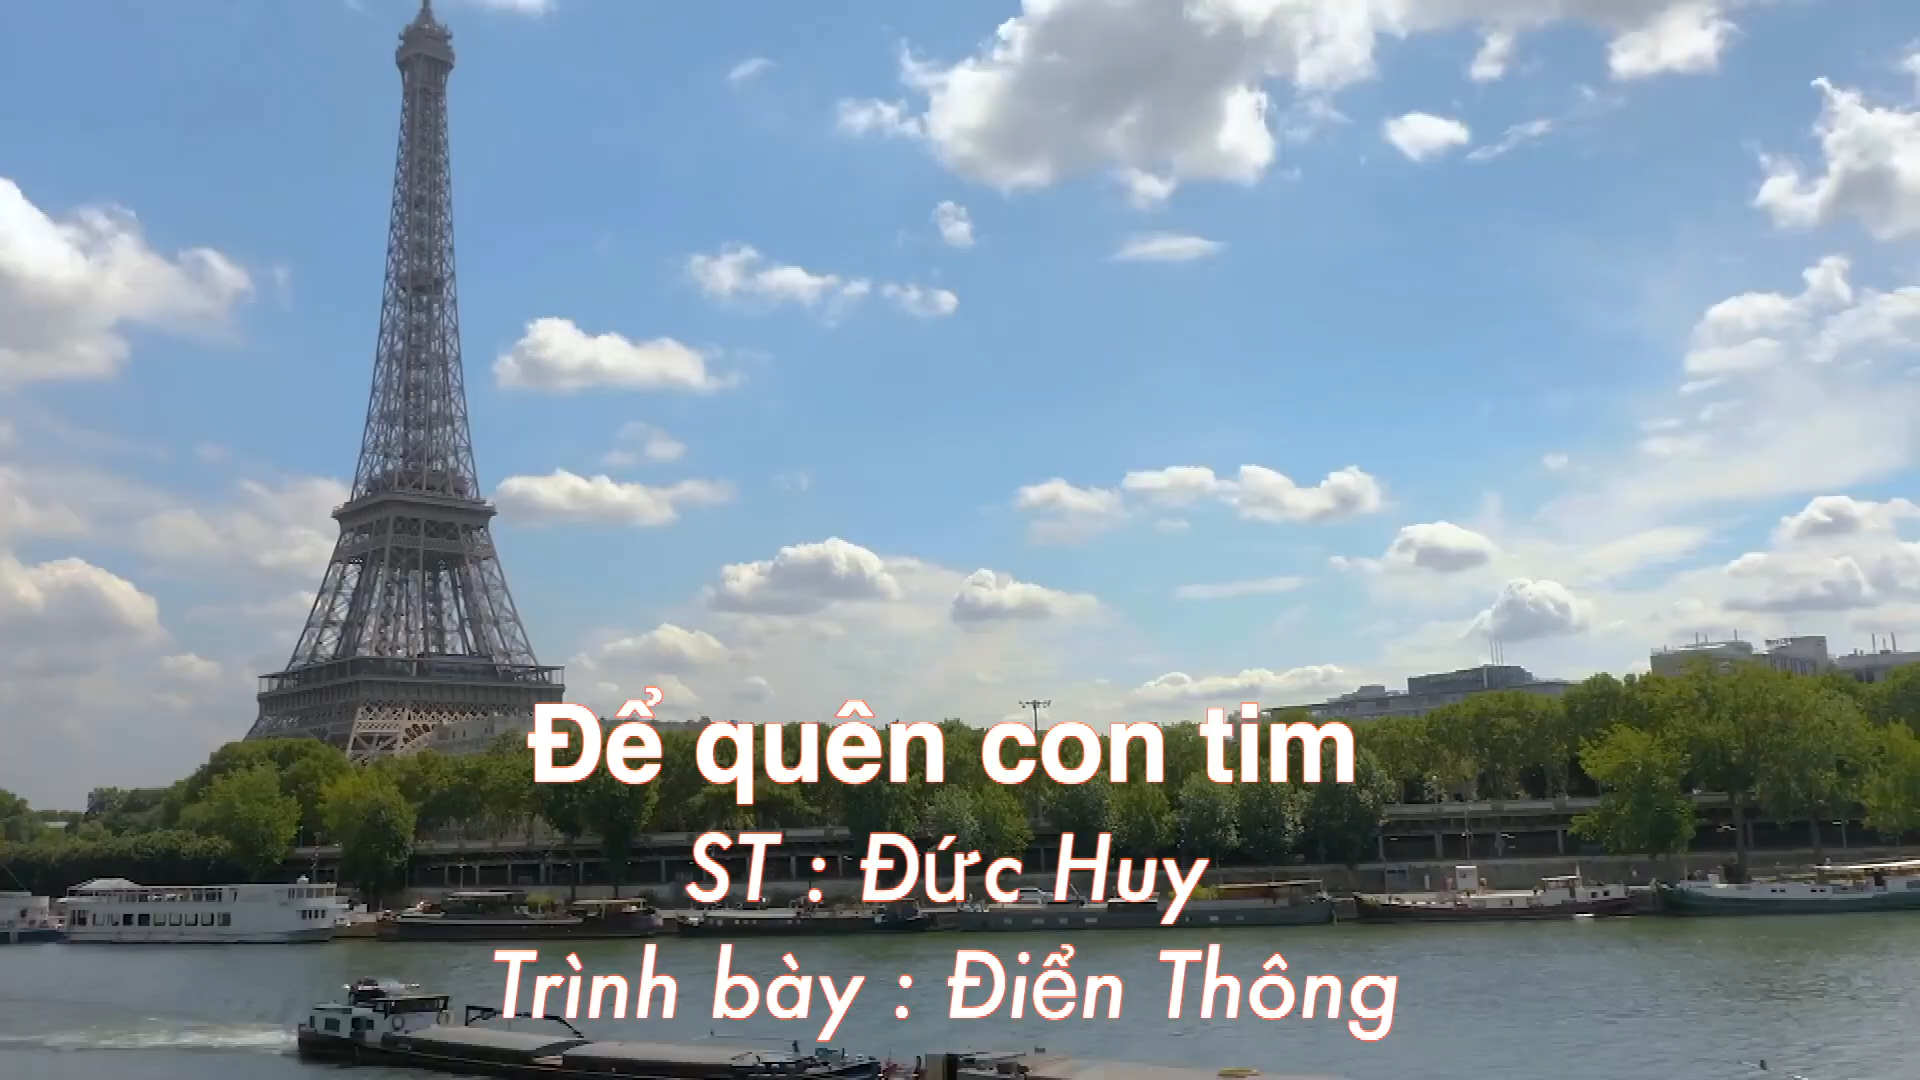 Để quên con tim
ST : Đức Huy
Trình bày : Điển Thông